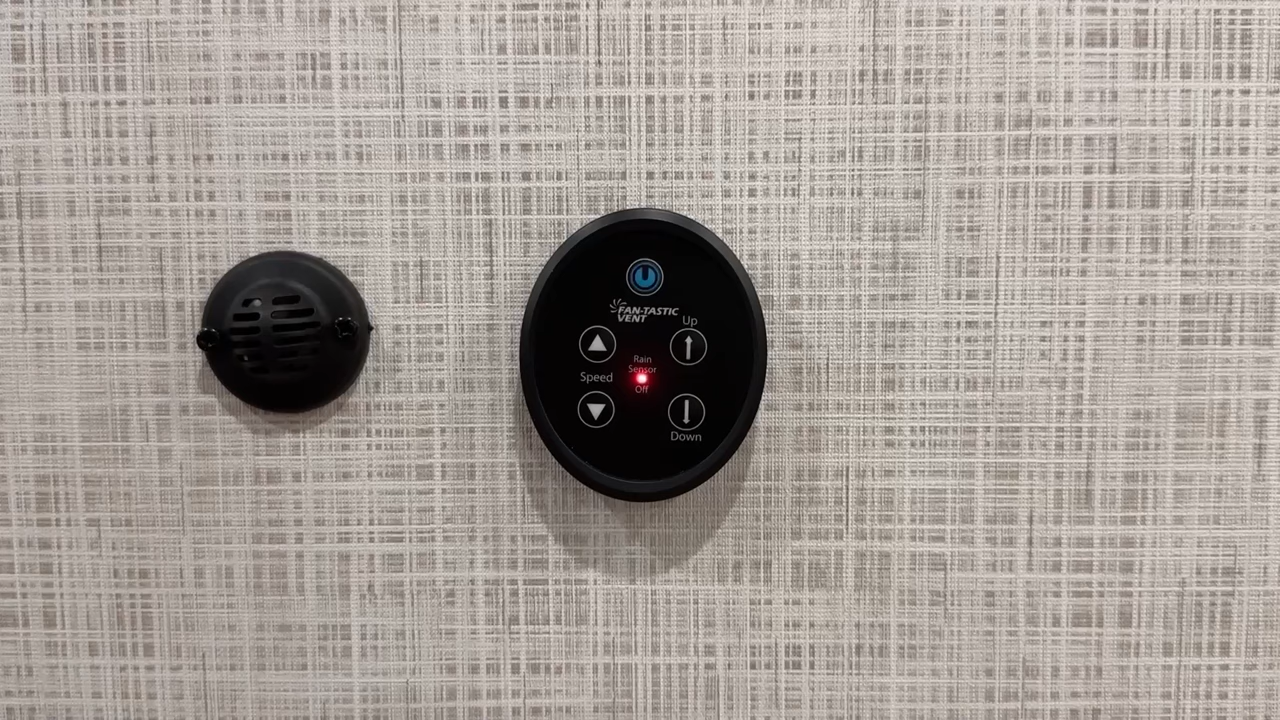 FAN-TASTIC
VENT
Up
Rain
Sensor
Speed
Off
Down